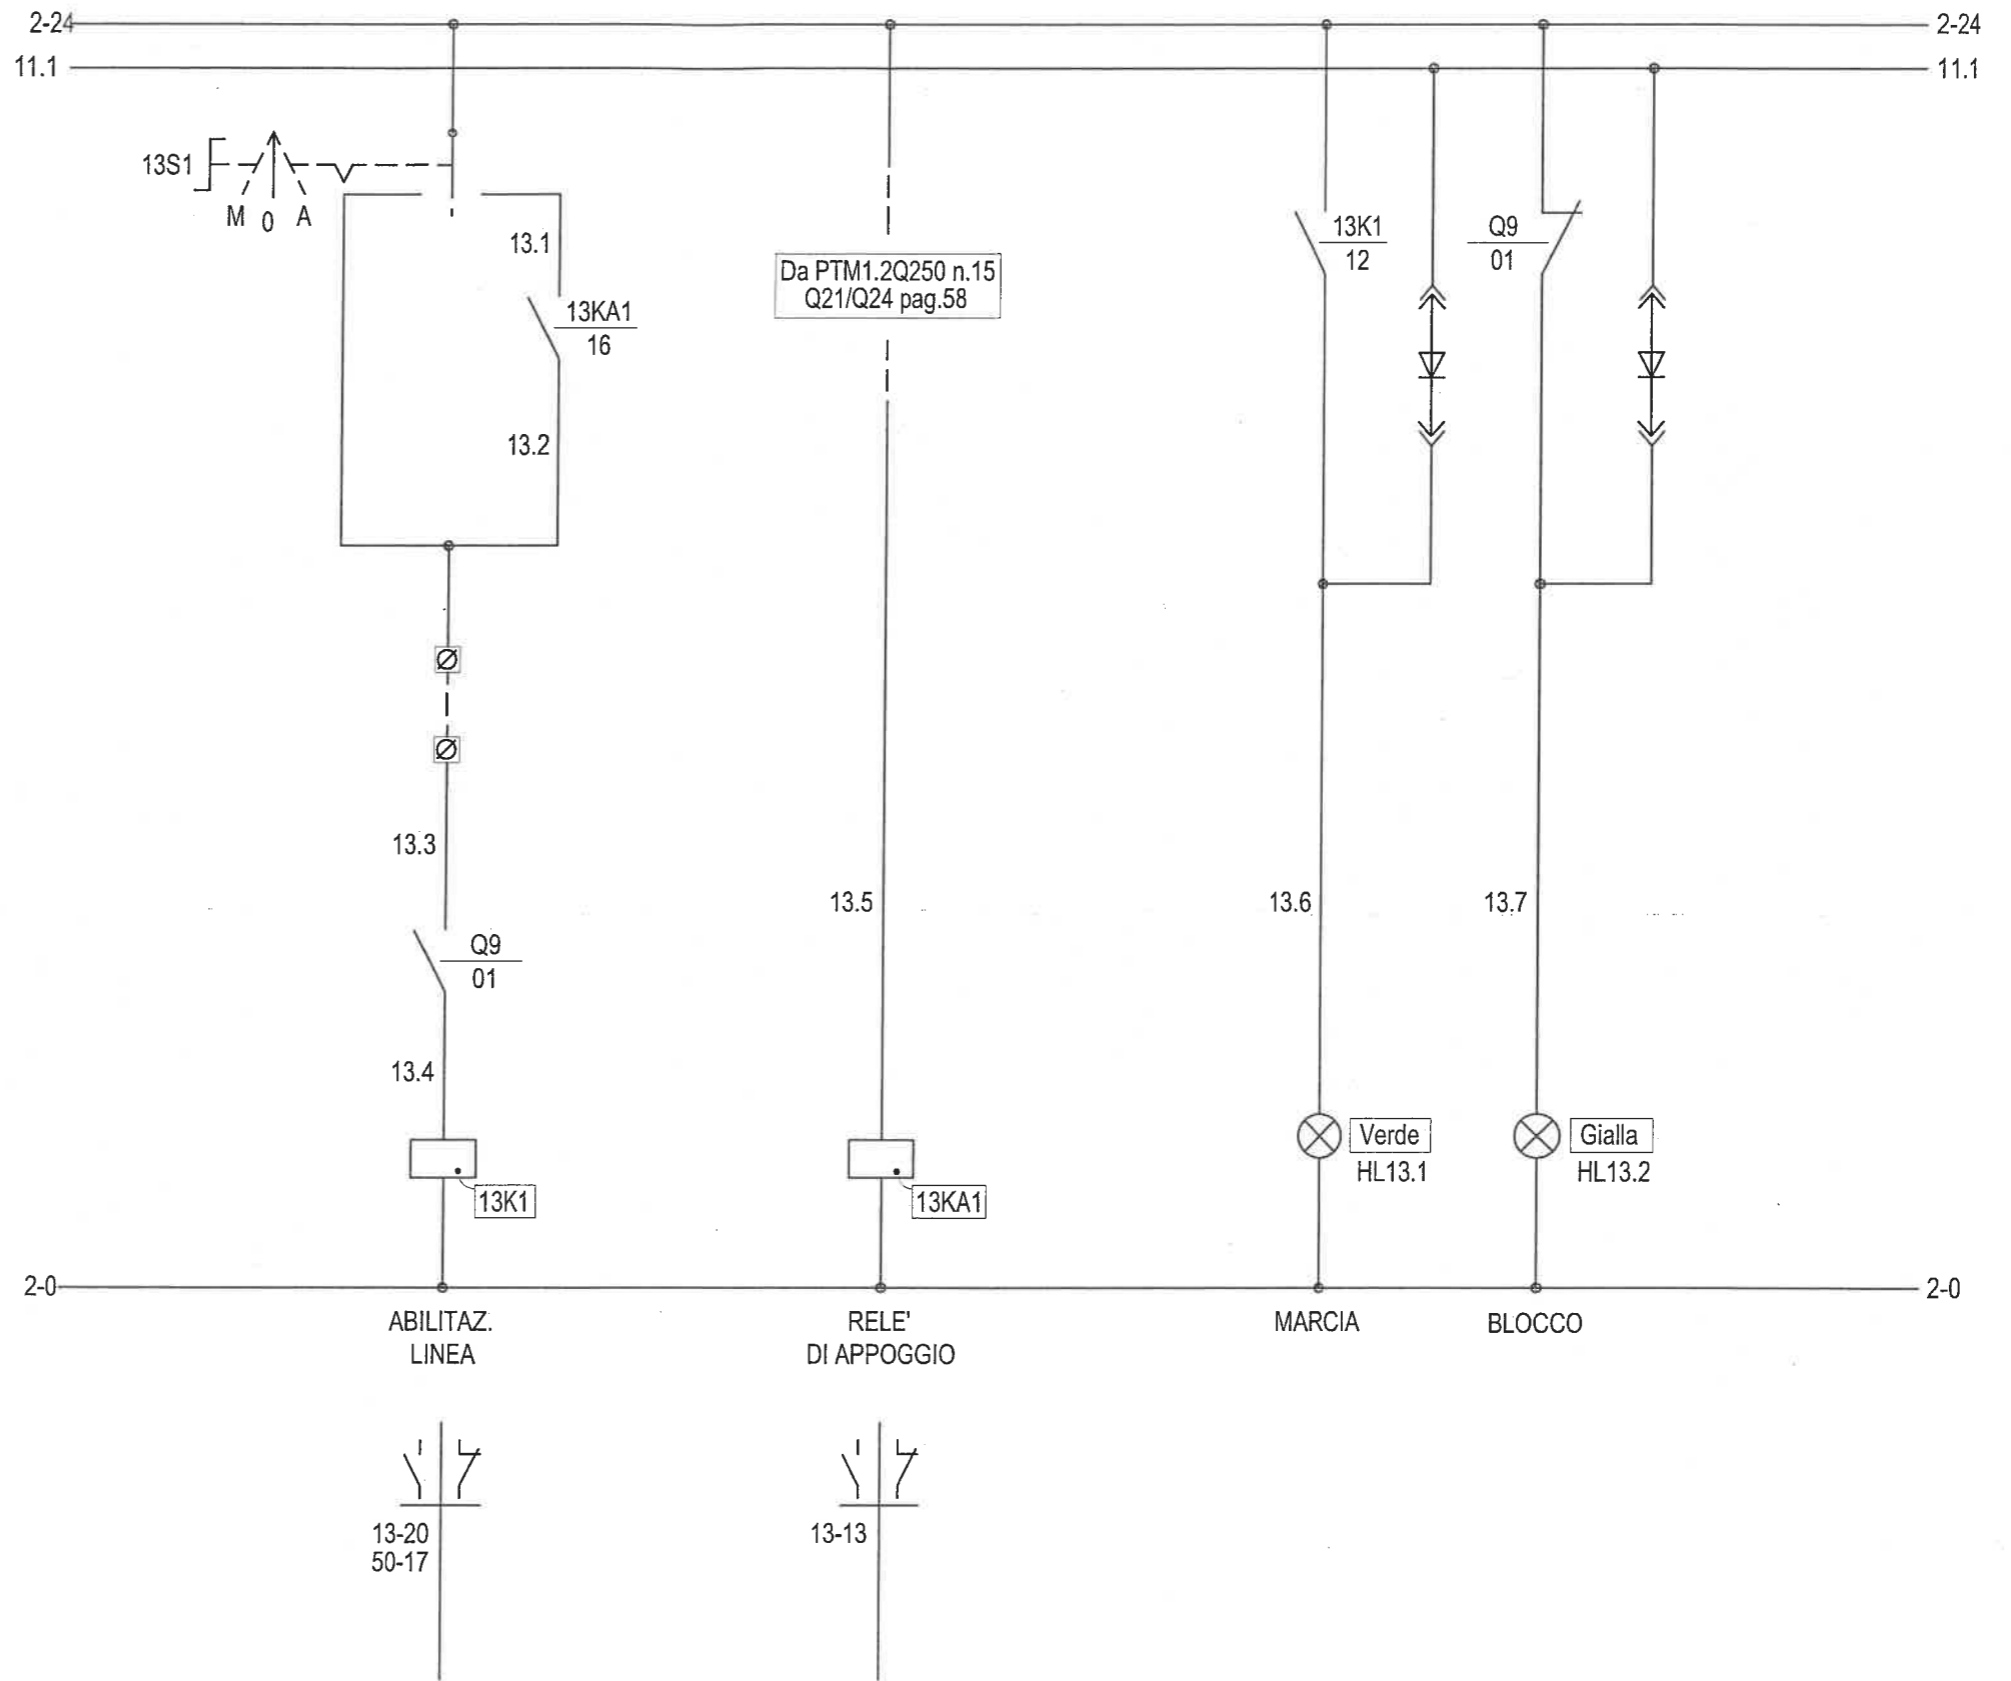 2-24
2-24
11.1
11.1
13S1
M 0 A
13.1
13KA1
16
13.2
Da PTM1.2Q250 n.15
Q21/Q24 pag.58
13K1
12
Q9
01
13.3
Q9
01
13.4
13K1
13.5
13KA1
13.6
Verde
HL13.1
13.7
Gialla
HL13.2
2-0
2-0
ABILITAZ.
LINEA
RELE'
DI APPOGGIO
MARCIA
BLOCCO
13-20
50-17
13-13